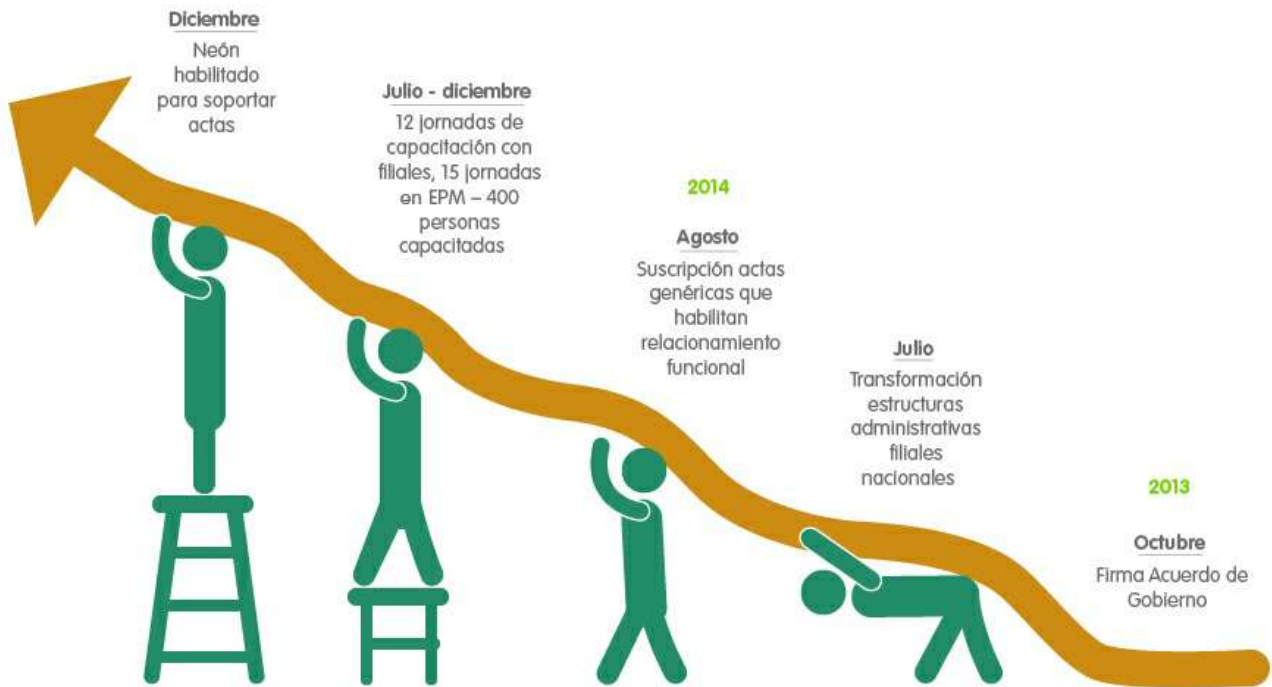 Diciembre
Neón
habilitado
para soportar
actas
Julio - diciembre
12 jornadas de
capacitación con
filiales, 15 jornadas
en EPM – 400
personas
capacitadas
2014
Agosto
Suscripción actas
genéricas que
habilitan
relacionamiento
funcional
Julio
Transformación
estructuras
administrativas
filiales
nacionales
2013
Octubre
Firma Acuerdo de
Gobierno